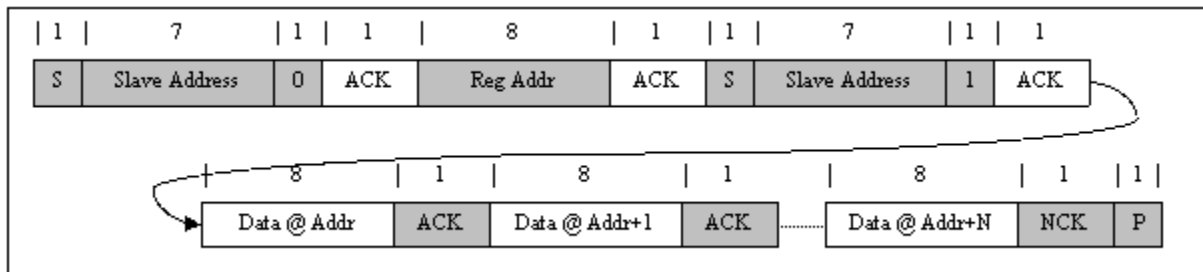 | 1 | 7 | 1 | 1 | 8 | 1 | 1 | 7 | 1 | 1
S Slave Address 0 ACK Reg Addr ACK S Slave Address 1 ACK
| 8 | 1 | 8 | 1 | 8 | 1 | 1 |
Data @ Addr ACK Data @ Addr+1 ACK Data @ Addr+N NCK P